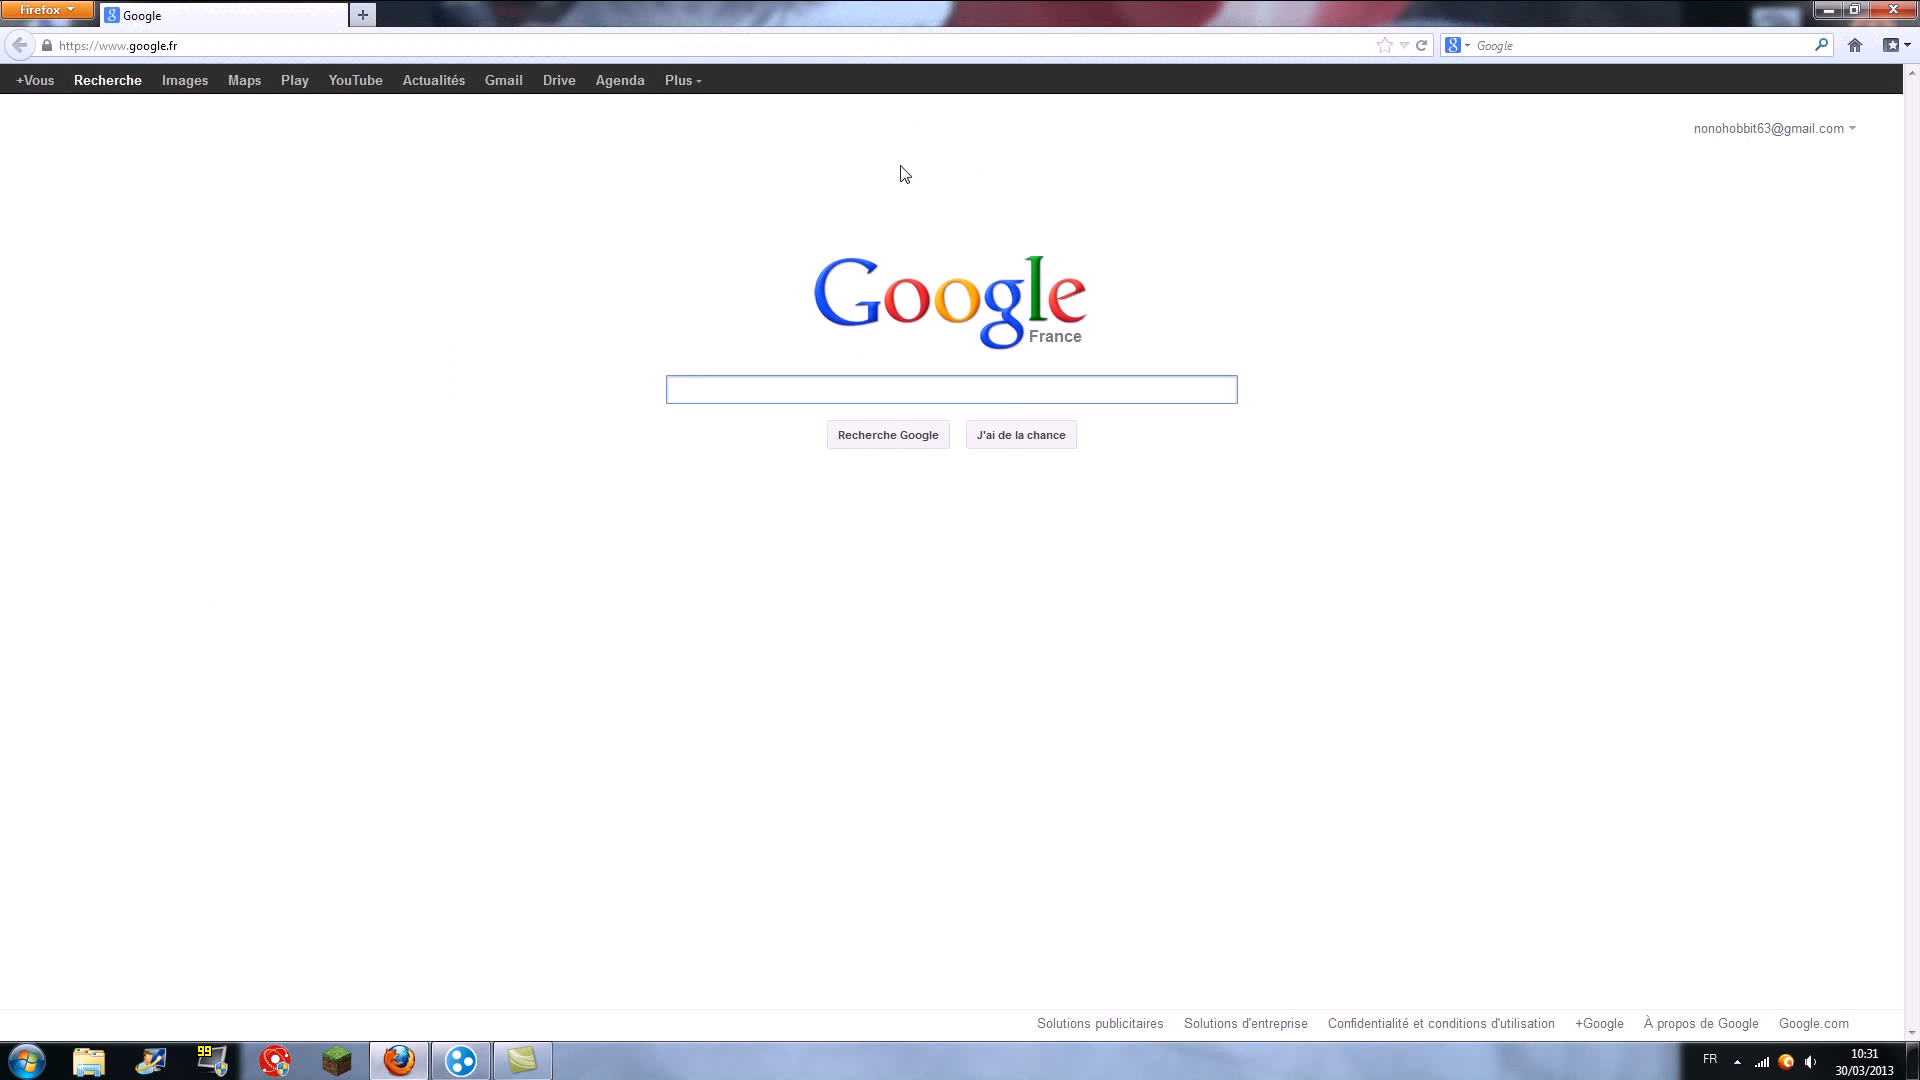 Firefox
Google
https://www.google.fr
Google
+Vous Recherche Images Maps Play YouTube Actualités Gmail Drive Agenda Plus
nonohobbit63@gmail.com
Google
France
Recherche Google J'ai de la chance
Solutions publicitaires Solutions d'entreprise Confidentialité et conditions d'utilisation +Google À propos de Google Google.com
99
FR
10:31
30/03/2013